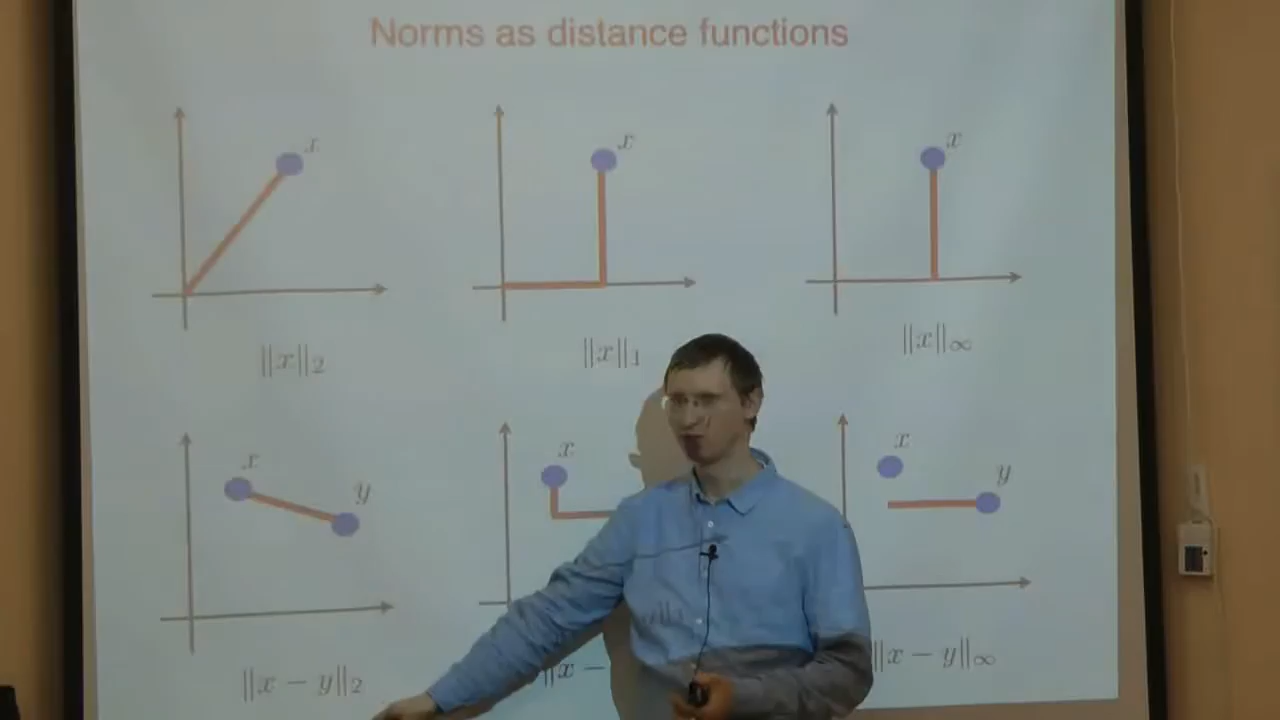 Norms as distance functions
x
x
x
‖x‖₂
‖x‖₁
‖x‖∞
x
y
x
x
y
‖x − y‖₂
‖x −
‖x − y‖∞